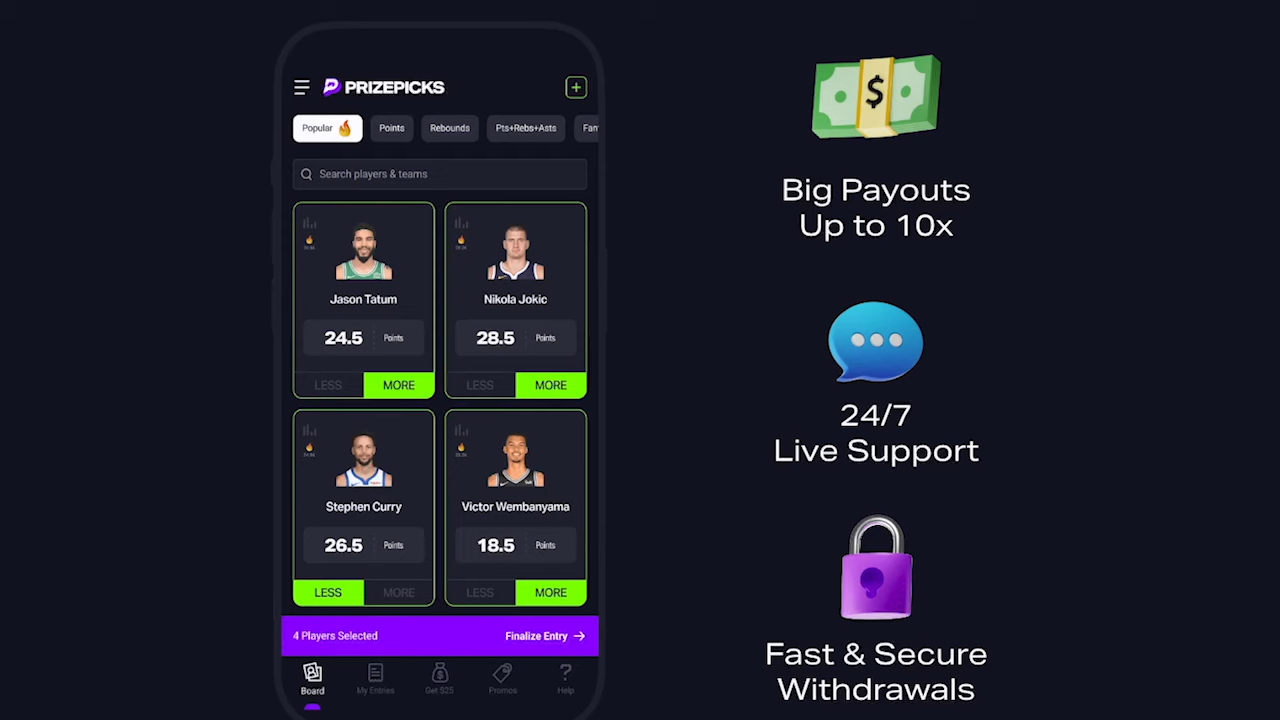 PRIZEPICKS
Popular
Points
Rebounds
Pts+Rebs+Asts
Search players & teams
Jason Tatum
24.5 Points
LESS MORE
Nikola Jokic
28.5 Points
LESS MORE
Stephen Curry
26.5 Points
LESS MORE
Victor Wembanyama
18.5 Points
LESS MORE
4 Players Selected
Finalize Entry
Board
My Entries
Get $25
Promos
Help
$
Big Payouts
Up to 10x
24/7
Live Support
Fast & Secure
Withdrawals